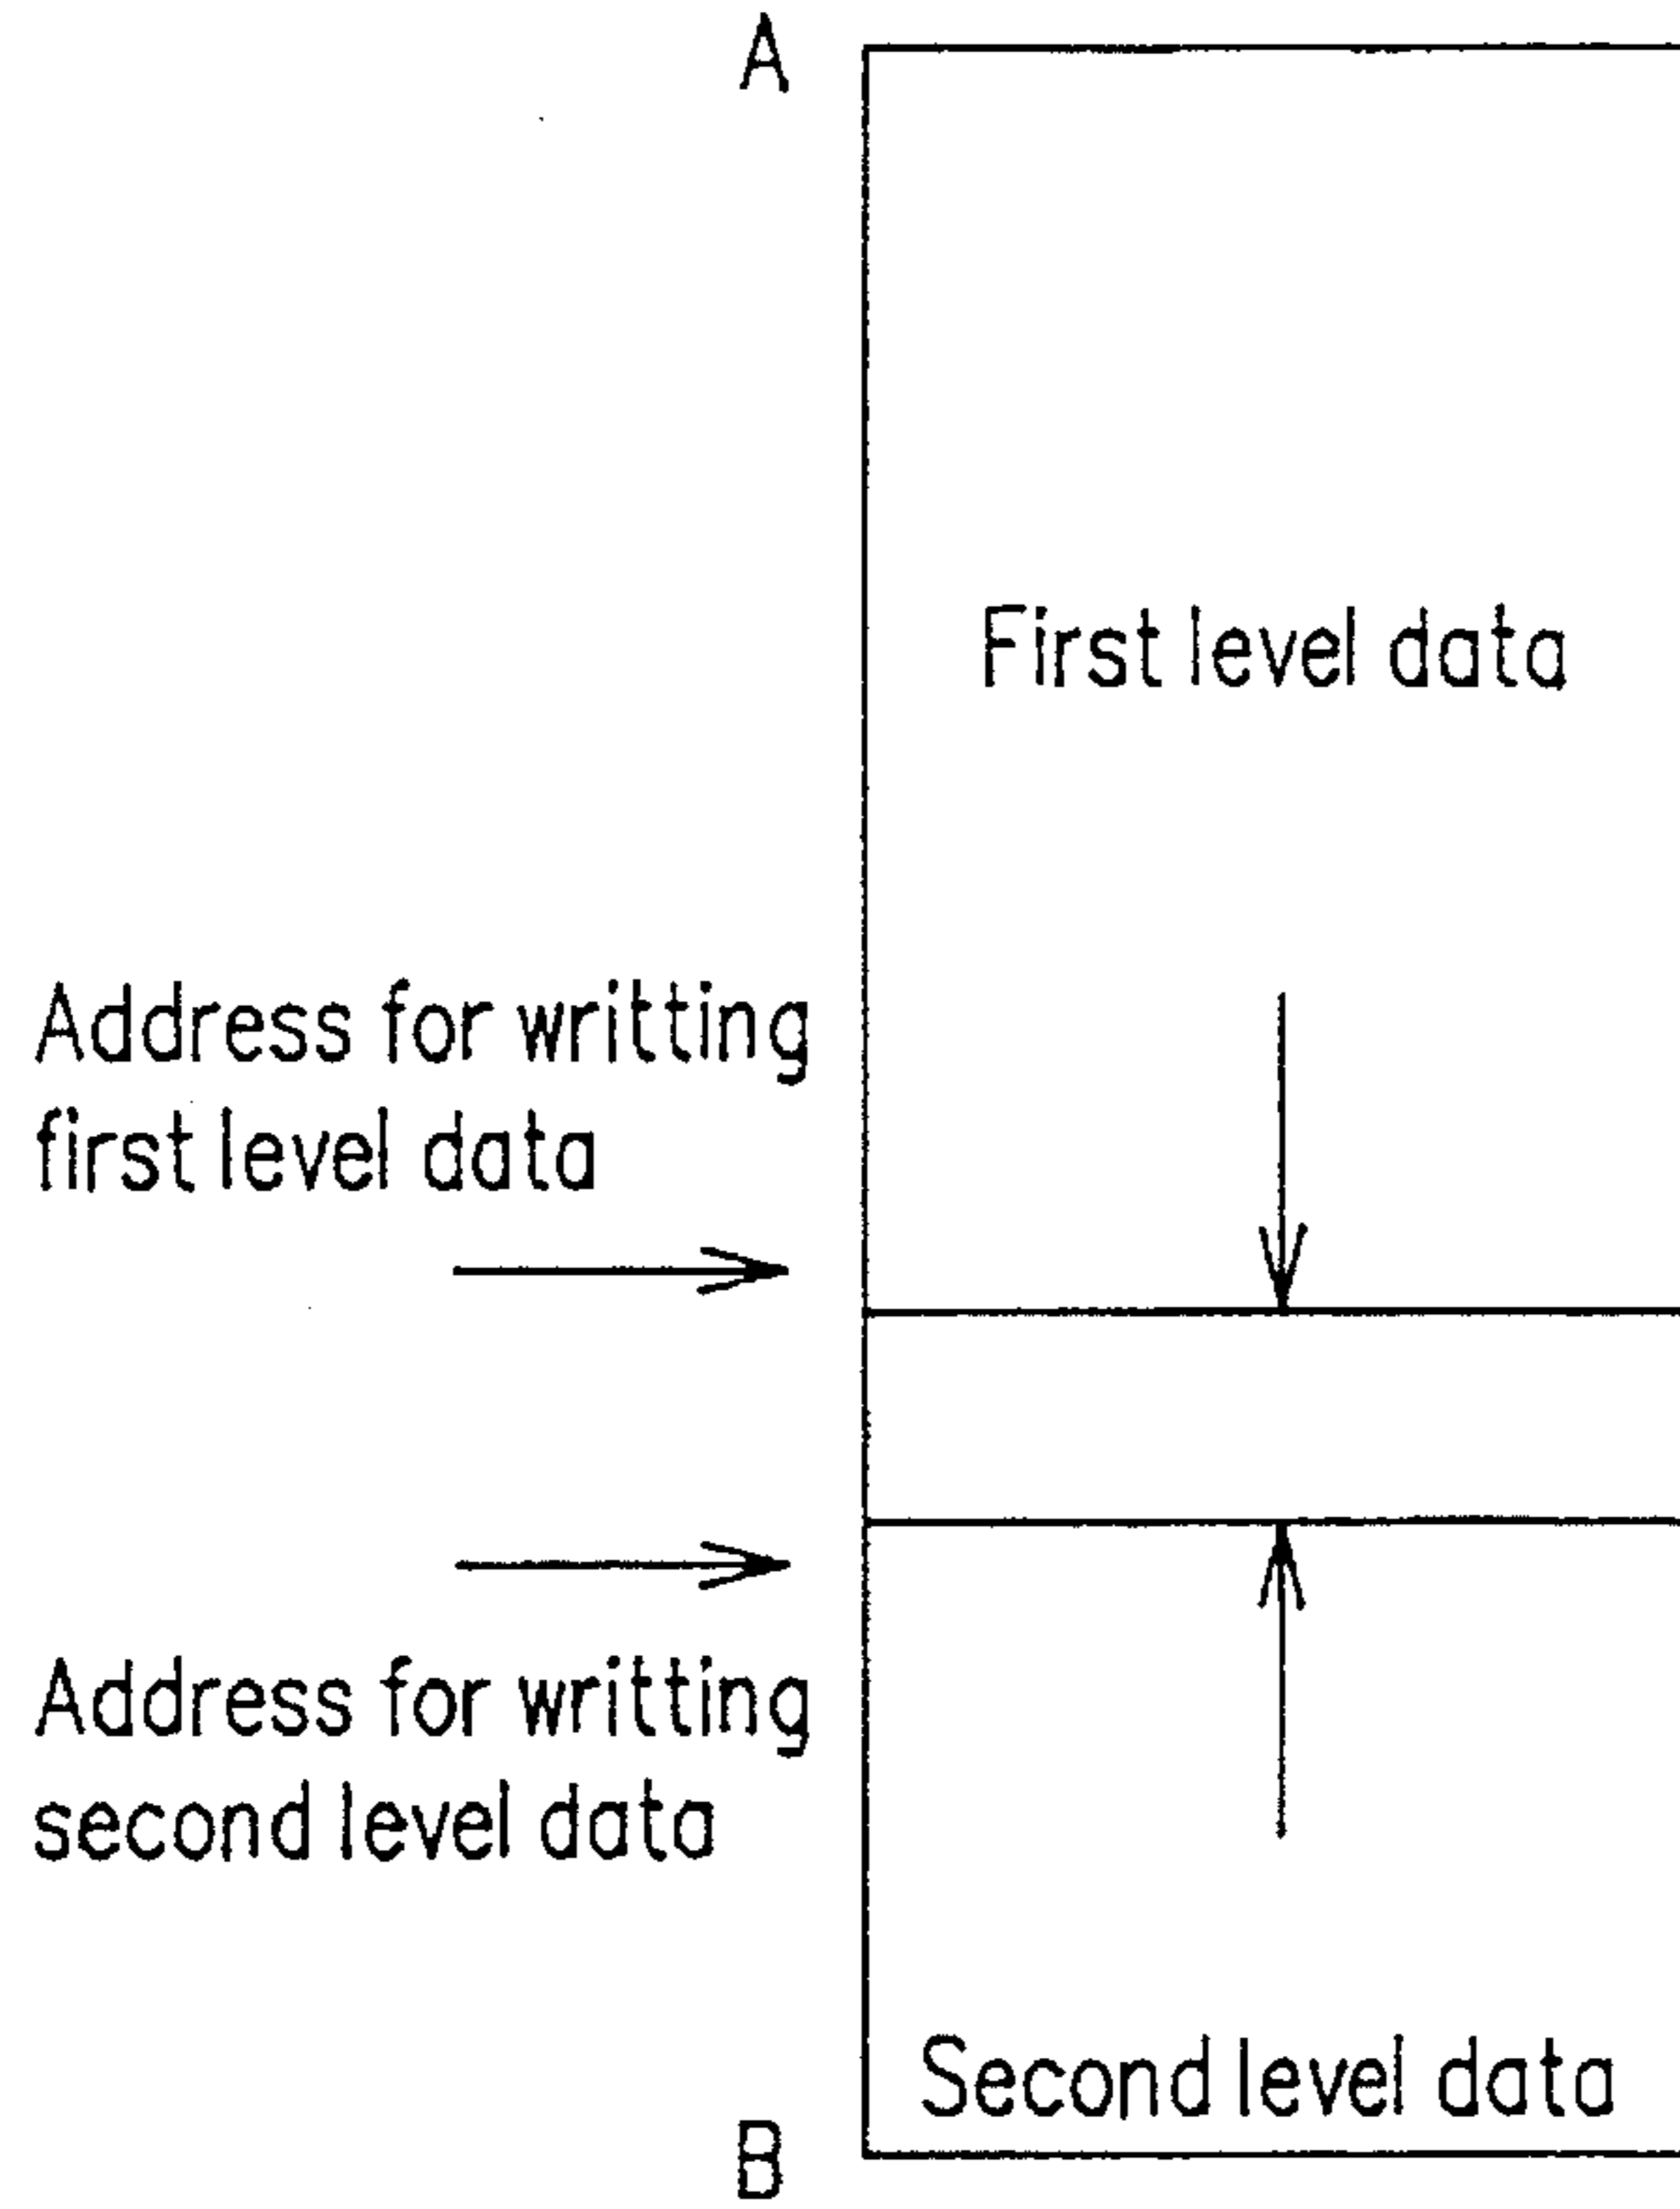 A
First level data
Address for writting
first level data
Address for writting
second level data
Second level data
B